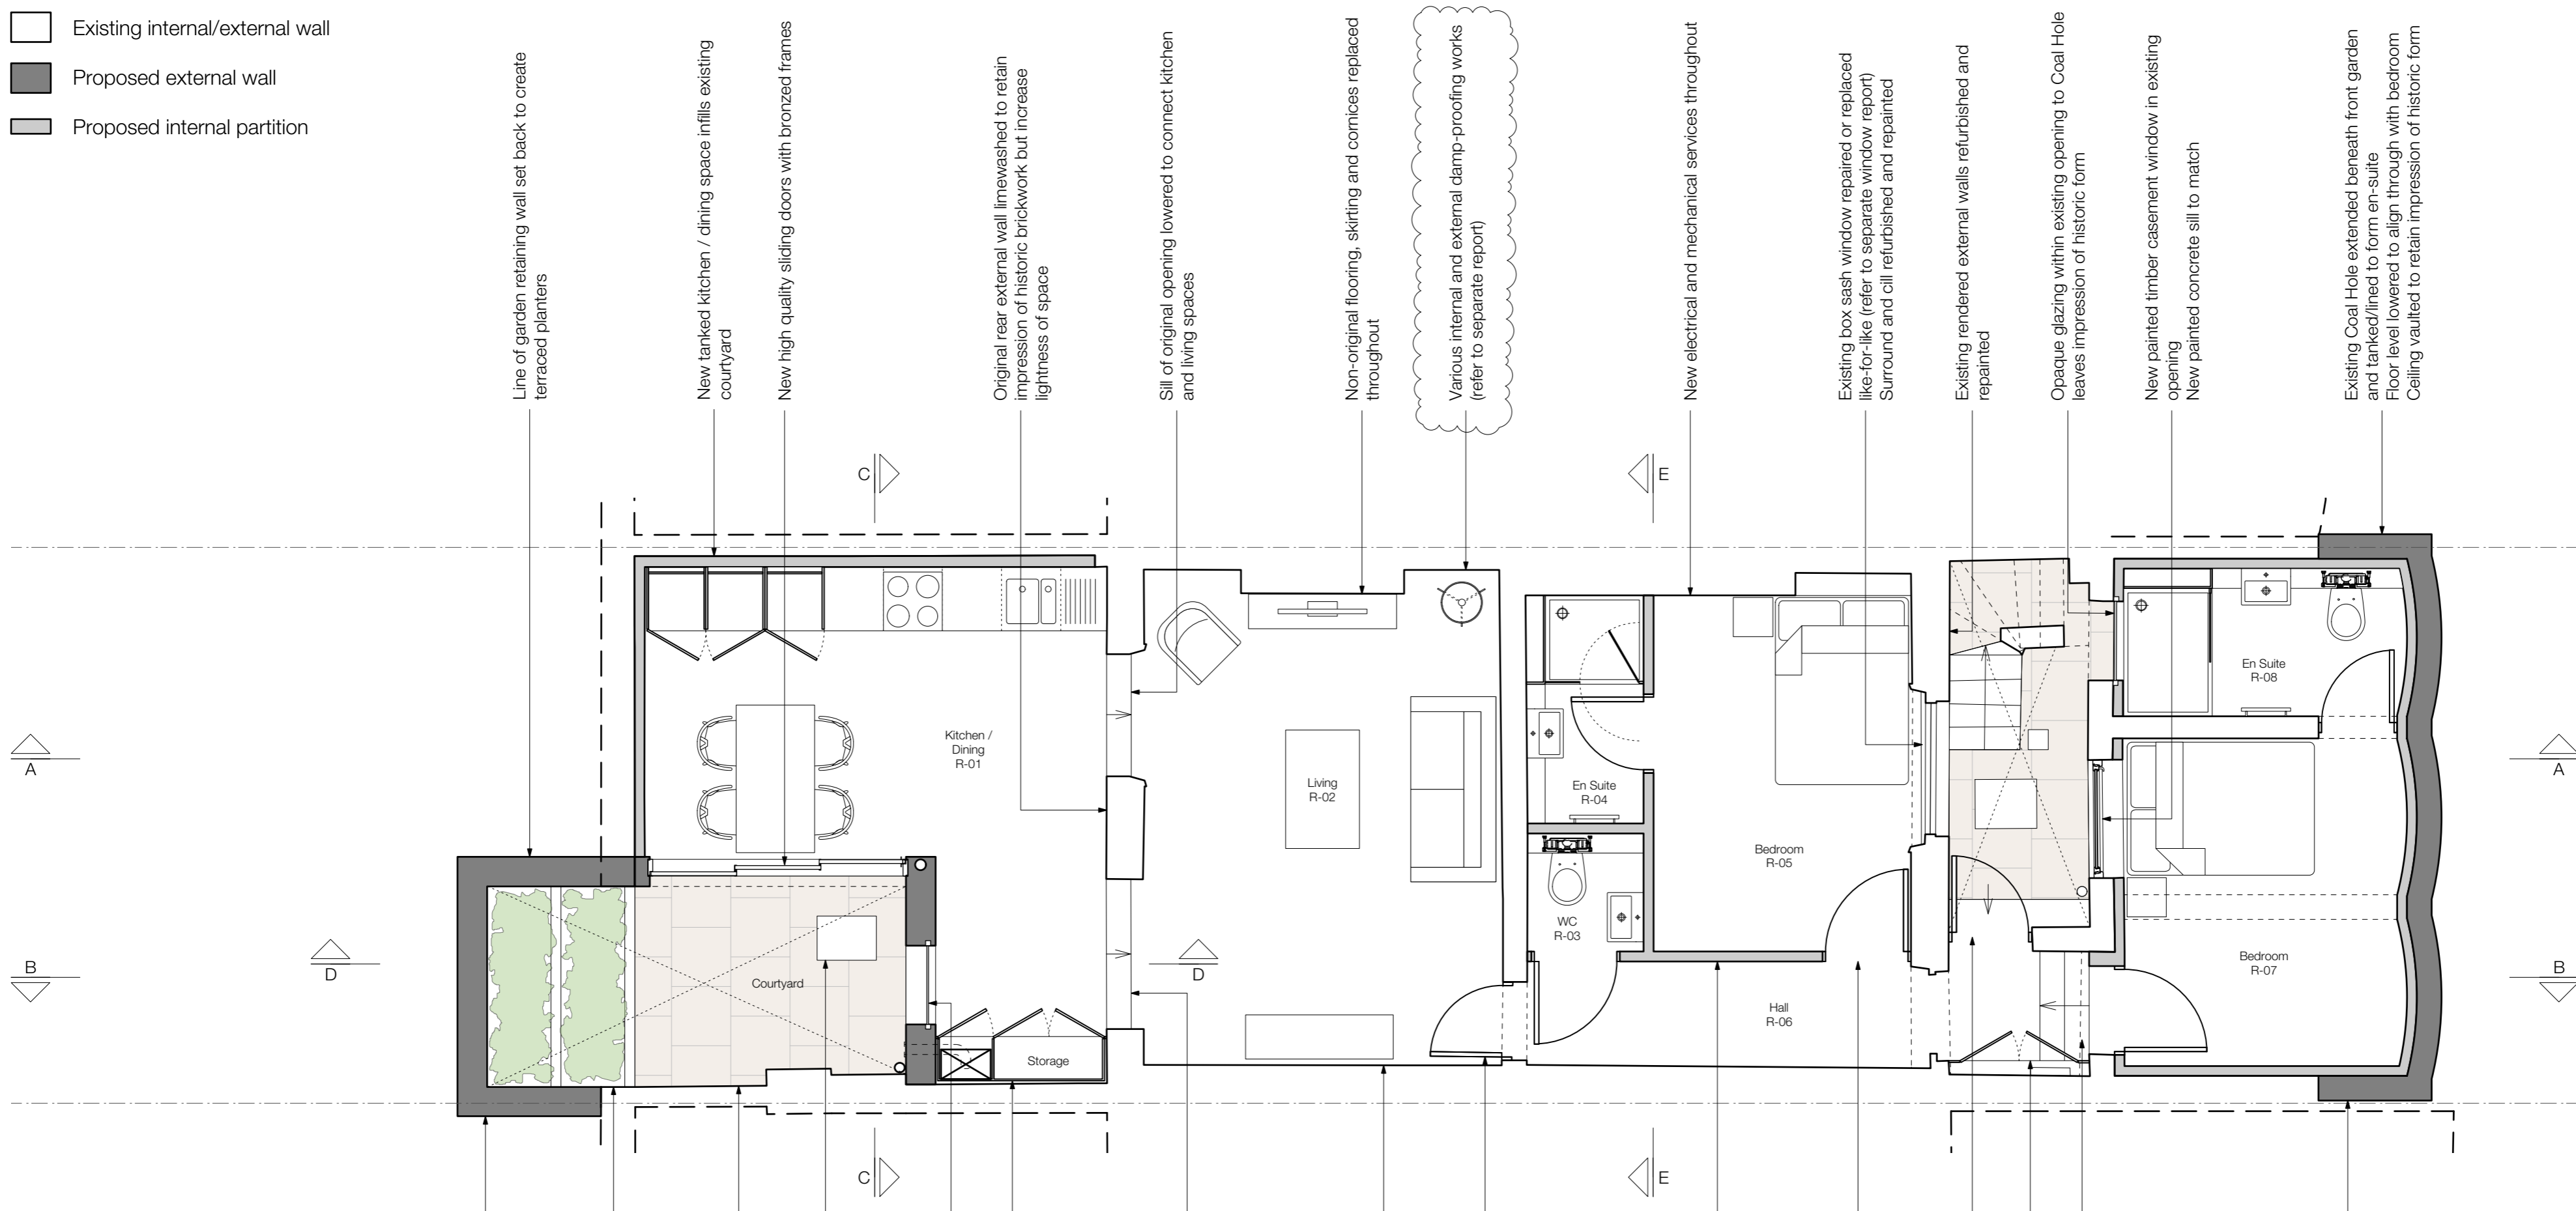 Existing internal/external wall
Proposed external wall
Proposed internal partition
Line of garden retaining wall set back to create
terraced planters
New tanked kitchen / dining space infills existing
courtyard
New high quality sliding doors with bronzed frames
Original rear external wall limewashed to retain
impression of historic brickwork but increase
lightness of space
Sill of original opening lowered to connect kitchen
and living spaces
Non-original flooring, skirting and cornices replaced
throughout
Various internal and external damp-proofing works
(refer to separate report)
New electrical and mechanical services throughout
Existing box sash window repaired or replaced
like-for-like (refer to separate window report)
Surround and cill refurbished and repainted
Existing rendered external walls refurbished and
repainted
Opaque glazing within existing opening to Coal Hole
leaves impression of historic form
New painted timber casement window in existing
opening
New painted concrete sill to match
Existing Coal Hole extended beneath front garden
and tanked/lined to form en-suite
Floor level lowered to align through with bedroom
Ceiling vaulted to retain impression of historic form
C
E
A
B
D
Kitchen /
Dining
R-01
Courtyard
Storage
Living
R-02
D
En Suite
R-04
WC
R-03
Bedroom
R-05
Hall
R-06
En Suite
R-08
Bedroom
R-07
A
B
C
E